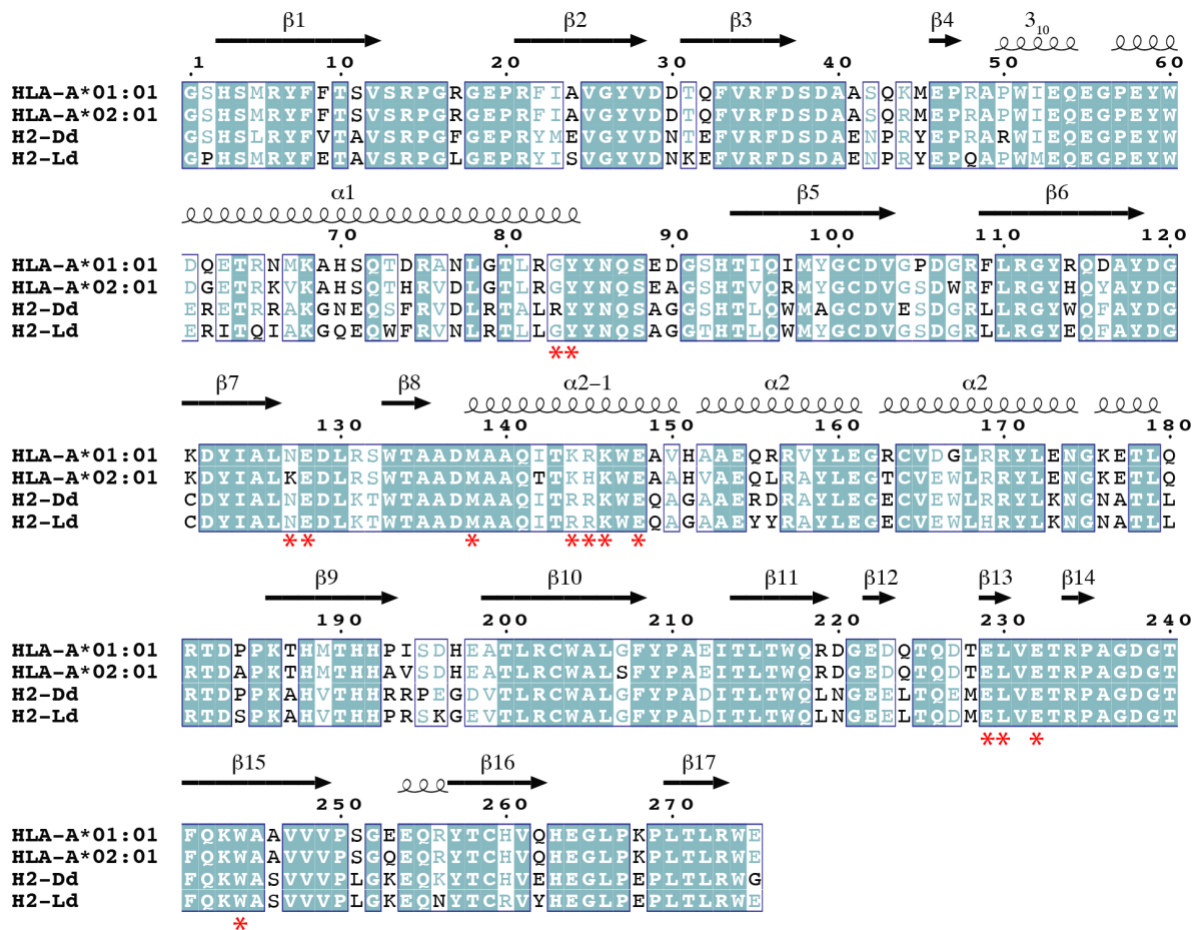 β1 β2 β3 β4 3₁₀
1 10 20 30 40 50 60
HLA-A*01:01 GSHSMRYFFTSVSRPGRGEPRFIAVGYVDDTQFVRFDSDAASQKMEPRAPWIEQEGPEYW
HLA-A*02:01 GSHSMRYFFTSVSRPGRGEPRFIAVGYVDDTQFVRFDSDAASQRMEPRAPWIEQEGPEYW
H2-Dd GSHSLRYFVTAVSRPGFGEPRYMEVGYVDNTEFVRFDSDAENPRYEPRARWIEQEGPEYW
H2-Ld GPHSMRYFETAVSRPGLGEPRYISVGYVDNKEFVRFDSDAENPRYEPQAPWMEQEGPEYW
α1 β5 β6
70 80 90 100 110 120
HLA-A*01:01 DQETRNMKAHSQTDRANLGTLRGYYNQSEDGSHTIQIMYGCDVGPDGRFLRGYRQDAYDG
HLA-A*02:01 DGETRKVKAHSQTHRVDLGTLRGYYNQSEAGSHTVQRMYGCDVGSDWRFLRGYHQYAYDG
H2-Dd ERETRRAKGNEQSFRVDLRTALRYYNQSAGGSHTLQWMAGCDVESDGRLLRGYWQFAYDG
H2-Ld ERITQIAKGQEQWFRVNLRTLLGYYNQSAGGTHTLQWMYGCDVGSDGRLLRGYEQFAYDG
**
β7 β8 α2-1 α2 α2
130 140 150 160 170 180
HLA-A*01:01 KDYIALNEDLRSWTAADMAAQITKRKWEAVHAAEQRRVYLEGRCVDGLRRYLENGKETLQ
HLA-A*02:01 KDYIALKEDLRSWTAADMAAQTTKHKWEAAHVAEQLRAYLEGTCVEWLRRYLENGKETLQ
H2-Dd CDYIALNEDLKTWTAADMAAQITRRKWEQAGAAERDRAYLEGECVEWLRRYLKNGNATLL
H2-Ld CDYIALNEDLKTWTAADMAAQITRRKWEQAGAAEYYRAYLEGECVEWLHRYLKNGNATLL
** * *** *
β9 β10 β11 β12 β13 β14
190 200 210 220 230 240
HLA-A*01:01 RTDPPKTHMTHHPISDHEATLRCWALGFYPAEITLTWQRDGEDQTQDTELVETRPAGDGT
HLA-A*02:01 RTDAPKTHMTHHAVSDHEATLRCWALSFYPAEITLTWQRDGEDQTQDTELVETRPAGDGT
H2-Dd RTDPPKAHVTHHRRPEGDVTLRCWALGFYPADITLTWQLNGEELTQEMELVETRPAGDGT
H2-Ld RTDSPKAHVTHHPRSKGEVTLRCWALGFYPADITLTWQLNGEELTQDMELVETRPAGDGT
** *
β15 β16 β17
250 260 270
HLA-A*01:01 FQKWAAVVVPSGEEQRYTCHVQHEGLPKPLTLRWE
HLA-A*02:01 FQKWAAVVVPSGQEQRYTCHVQHEGLPKPLTLRWE
H2-Dd FQKWASVVVPLGKEQKYTCHVEHEGLPEPLTLRWG
H2-Ld FQKWASVVVPLGKEQNYTCRVYHEGLPEPLTLRWE
*